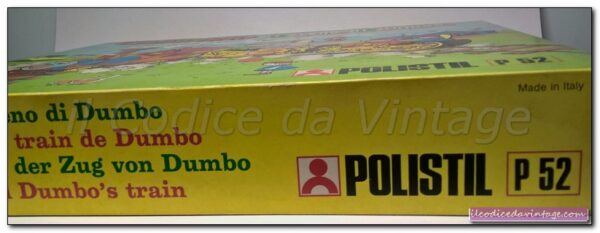 POLISTIL P 52
Made in Italy
eno di Dumbo
train de Dumbo
der Zug von Dumbo
Dumbo's train
POLISTIL P 52
Il Codice da Vintage
ilcodicedavintage.com